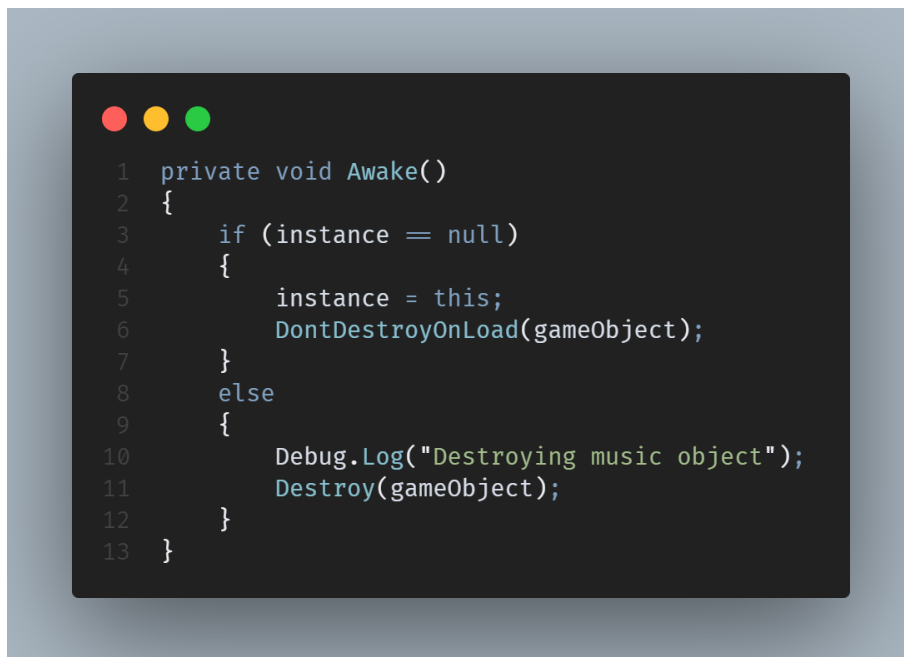 1 private void Awake()
2 {
3     if (instance == null)
4     {
5         instance = this;
6         DontDestroyOnLoad(gameObject);
7     }
8     else
9     {
10         Debug.Log("Destroying music object");
11         Destroy(gameObject);
12     }
13 }